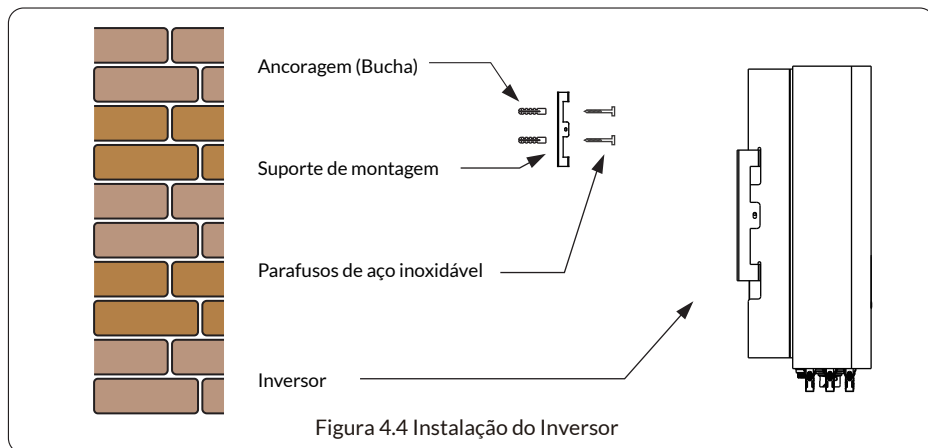 Ancoragem (Bucha)
Suporte de montagem
Parafusos de aço inoxidável
Inversor
Figura 4.4 Instalação do Inversor